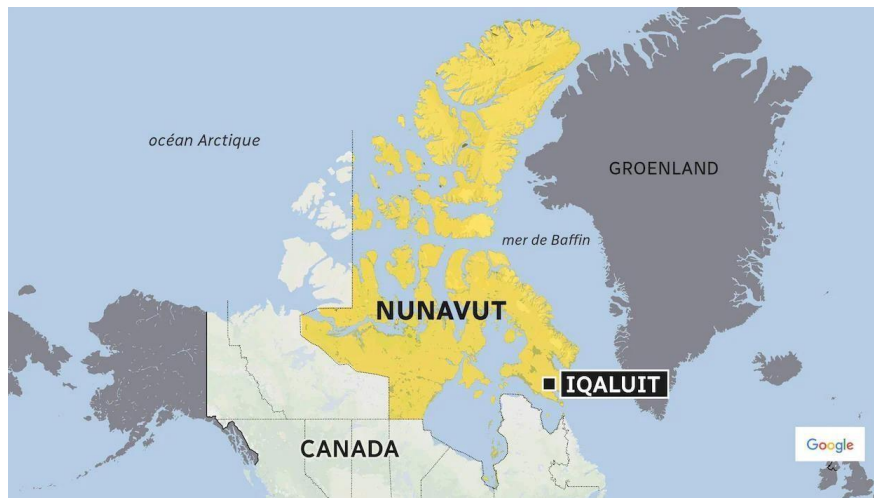 océan Arctique
GROENLAND
mer de Baffin
NUNAVUT
IQALUIT
CANADA
Google